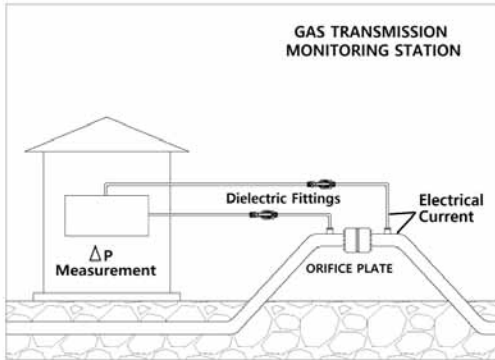 GAS TRANSMISSION
MONITORING STATION
Dielectric Fittings
Electrical
Current
ΔP
Measurement
ORIFICE PLATE